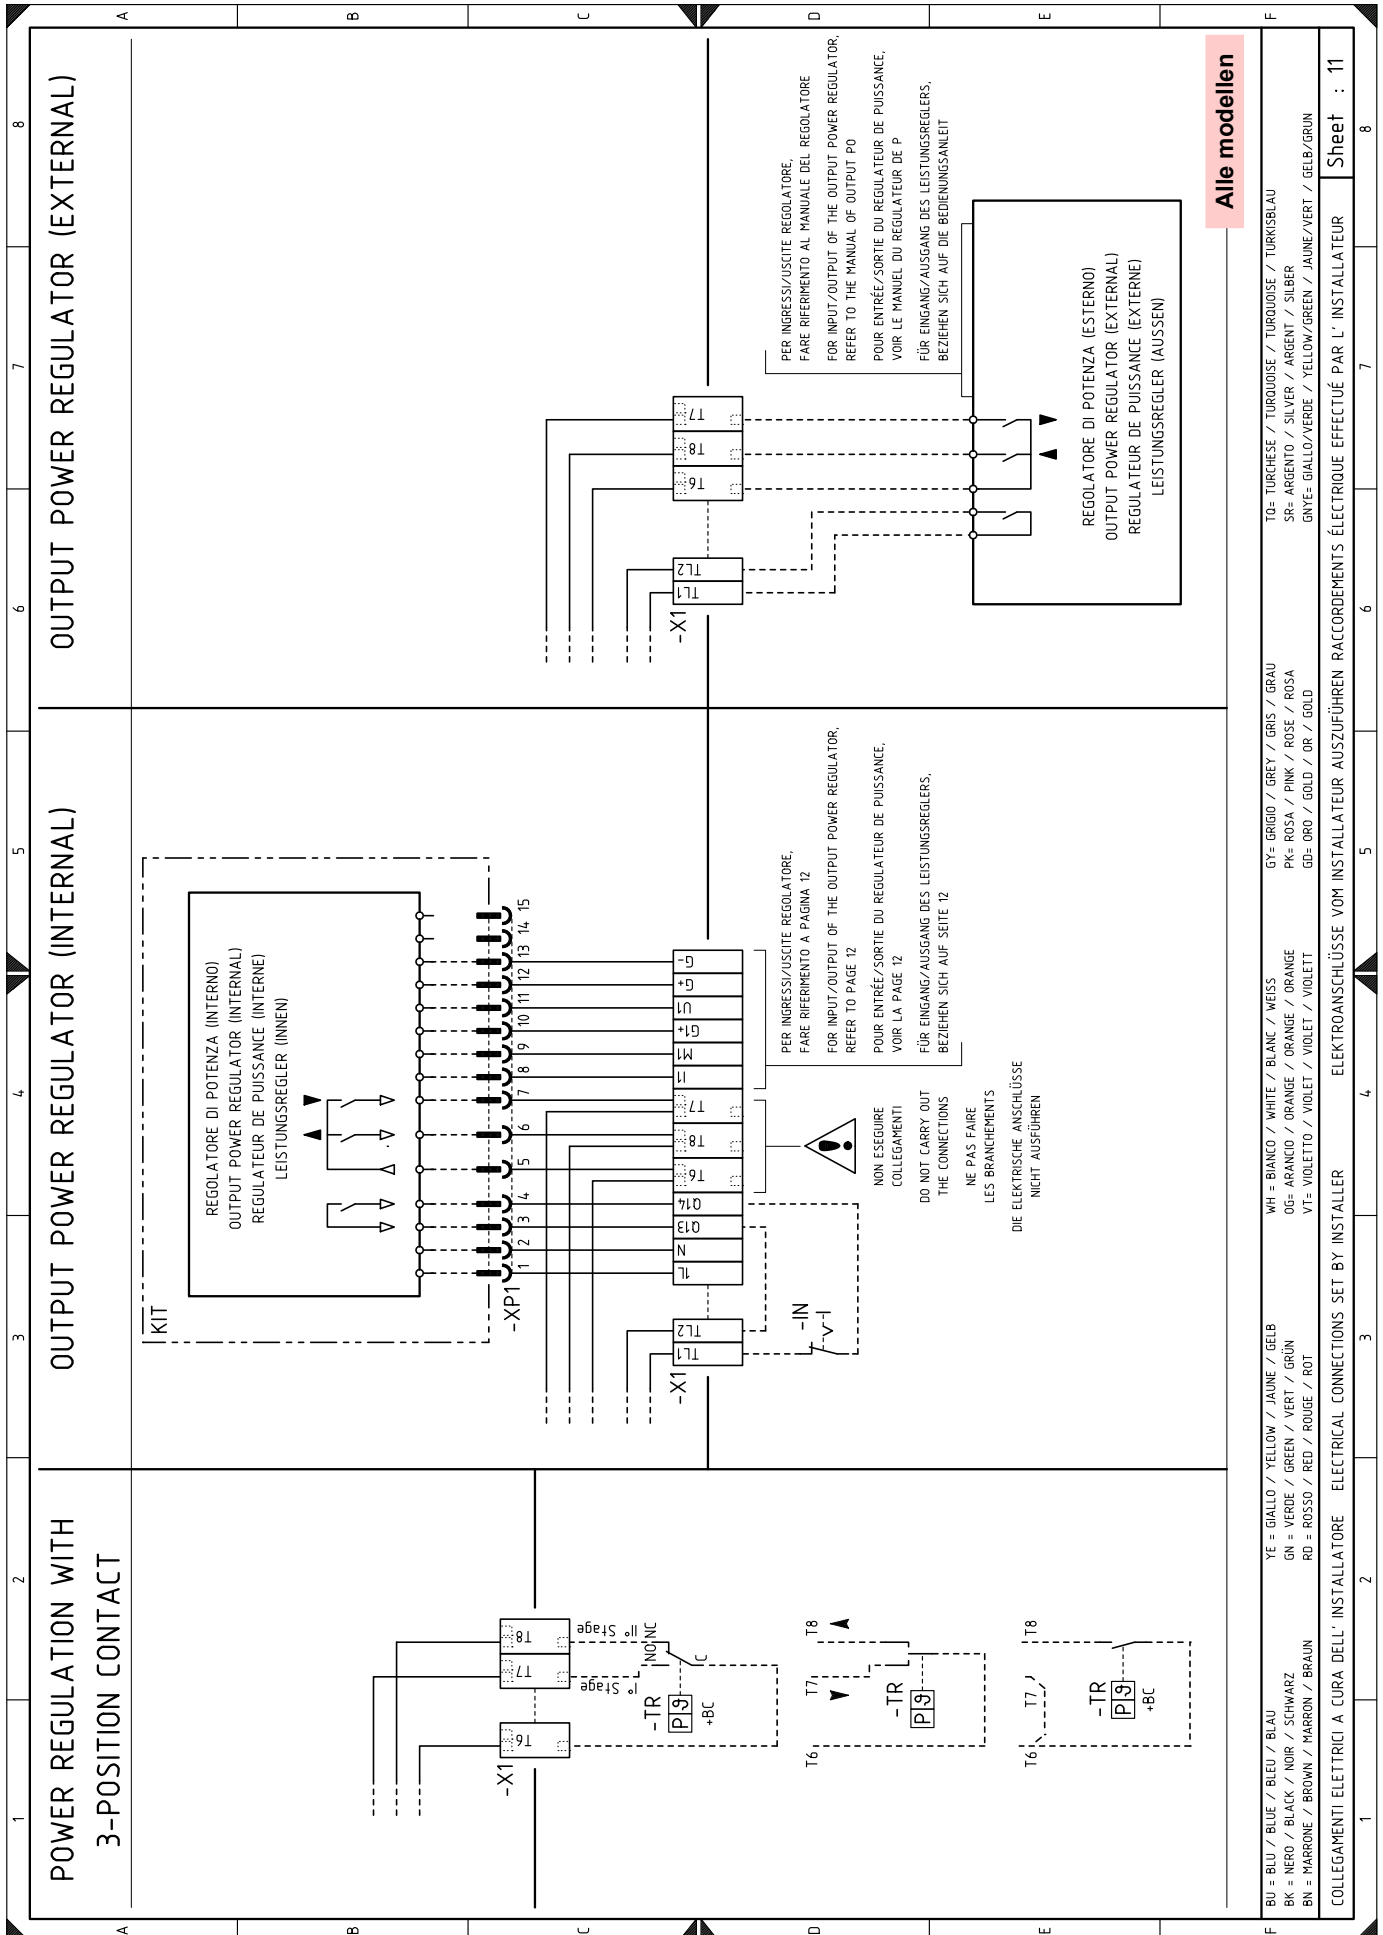 1 2 3 4 5 6 7 8
POWER REGULATION WITH
3-POSITION CONTACT
-X1
T6
T7
T8
I° Stage
II° Stage
NO NC
C
-TR
P ϑ
+BC
T6
T7
T8
-TR
P ϑ
T6
T7
T8
-TR
P ϑ
+BC
OUTPUT POWER REGULATOR (INTERNAL)
KIT
REGOLATORE DI POTENZA (INTERNO)
OUTPUT POWER REGULATOR (INTERNAL)
REGULATEUR DE PUISSANCE (INTERNE)
LEISTUNGSREGLER (INNEN)
-XP1
1 2 3 4 5 6 7 8 9 10 11 12 13 14 15
-X1
TL1 TL2 1L N Q13 Q14 T6 T8 T7 I1 M1 G1+ U1 G+ G-
-IN
NON ESEGUIRE
COLLEGAMENTI
DO NOT CARRY OUT
THE CONNECTIONS
NE PAS FAIRE
LES BRANCHEMENTS
DIE ELEKTRISCHE ANSCHLÜSSE
NICHT AUSFÜHREN
PER INGRESSI/USCITE REGOLATORE,
FARE RIFERIMENTO A PAGINA 12
FOR INPUT/OUTPUT OF THE OUTPUT POWER REGULATOR,
REFER TO PAGE 12
POUR ENTRÉE/SORTIE DU REGULATEUR DE PUISSANCE,
VOIR LA PAGE 12
FÜR EINGANG/AUSGANG DES LEISTUNGSREGLERS,
BEZIEHEN SICH AUF SEITE 12
OUTPUT POWER REGULATOR (EXTERNAL)
-X1
TL1 TL2 T6 T8 T7
PER INGRESSI/USCITE REGOLATORE,
FARE RIFERIMENTO AL MANUALE DEL REGOLATORE
FOR INPUT/OUTPUT OF THE OUTPUT POWER REGULATOR,
REFER TO THE MANUAL OF OUTPUT PO
POUR ENTRÉE/SORTIE DU REGULATEUR DE PUISSANCE,
VOIR LE MANUEL DU REGULATEUR DE P
FÜR EINGANG/AUSGANG DES LEISTUNGSREGLERS,
BEZIEHEN SICH AUF DIE BEDIENUNGSANLEIT
REGOLATORE DI POTENZA (ESTERNO)
OUTPUT POWER REGULATOR (EXTERNAL)
REGULATEUR DE PUISSANCE (EXTERNE)
LEISTUNGSREGLER (AUSSEN)
Alle modellen
A
B
C
D
E
F
A
B
C
D
E
F
BU = BLU / BLUE / BLEU / BLAU
BK = NERO / BLACK / NOIR / SCHWARZ
BN = MARRONE / BROWN / MARRON / BRAUN
YE = GIALLO / YELLOW / JAUNE / GELB
GN = VERDE / GREEN / VERT / GRÜN
RD = ROSSO / RED / ROUGE / ROT
WH = BIANCO / WHITE / BLANC / WEISS
OG= ARANCIO / ORANGE / ORANGE / ORANGE
VT= VIOLETTO / VIOLET / VIOLET / VIOLETT
GY= GRIGIO / GREY / GRIS / GRAU
PK= ROSA / PINK / ROSE / ROSA
GD= ORO / GOLD / OR / GOLD
TQ= TURCHESE / TURQUOISE / TURQUOISE / TURKISBLAU
SR= ARGENTO / SILVER / ARGENT / SILBER
GNYE= GIALLO/VERDE / YELLOW/GREEN / JAUNE/VERT / GELB/GRUN
COLLEGAMENTI ELETTRICI A CURA DELL' INSTALLATORE ELECTRICAL CONNECTIONS SET BY INSTALLER ELEKTROANSCHLÜSSE VOM INSTALLATEUR AUSZUFÜHREN RACCORDEMENTS ÉLECTRIQUE EFFECTUÉ PAR L' INSTALLATEUR
Sheet : 11
1 2 3 4 5 6 7 8